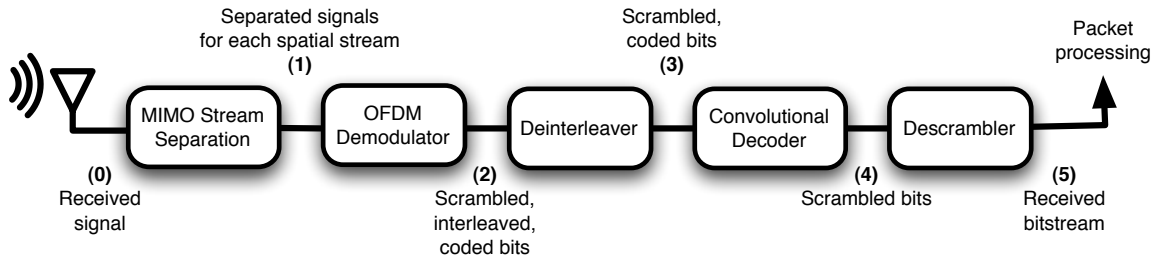 Separated signals
for each spatial stream
(1)
Scrambled,
coded bits
(3)
Packet
processing
MIMO Stream
Separation
OFDM
Demodulator
Deinterleaver
Convolutional
Decoder
Descrambler
(0)
Received
signal
(2)
Scrambled,
interleaved,
coded bits
(4)
Scrambled bits
(5)
Received
bitstream